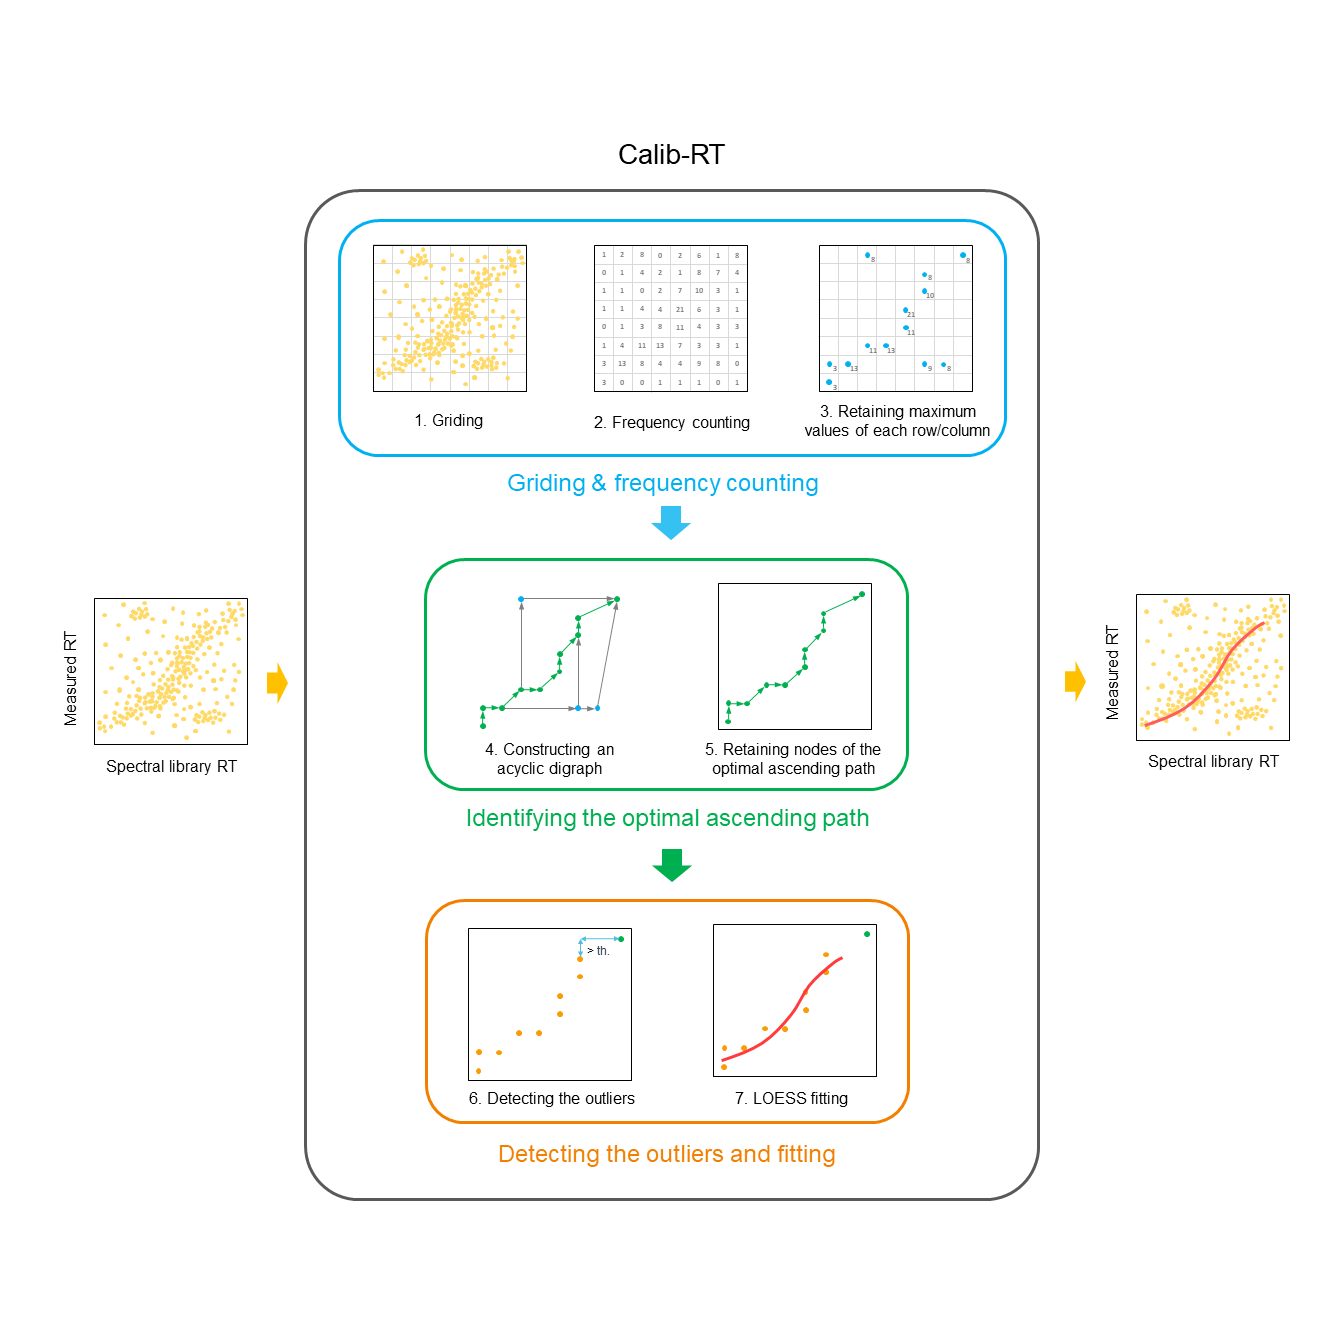 Calib-RT
1 2 8 0 2 6 1 8
0 1 4 2 1 8 7 4
1 1 0 2 7 10 3 1
1 1 4 4 21 6 3 1
0 1 3 8 11 4 3 3
1 4 11 13 7 3 3 1
3 13 8 4 4 9 8 0
3 0 0 1 1 1 0 1
8 8
8
10
21
11
11 13
3 13 9 8
3
1. Griding
2. Frequency counting
3. Retaining maximum
values of each row/column
Griding & frequency counting
Measured RT
Spectral library RT
4. Constructing an
acyclic digraph
5. Retaining nodes of the
optimal ascending path
Identifying the optimal ascending path
> th.
6. Detecting the outliers
7. LOESS fitting
Detecting the outliers and fitting
Measured RT
Spectral library RT